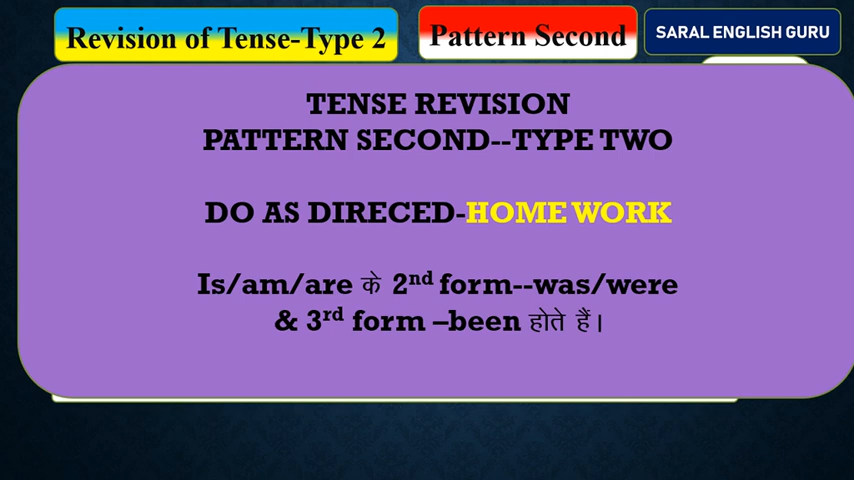 Revision of Tense-Type 2
Pattern Second
SARAL ENGLISH GURU
TENSE REVISION
PATTERN SECOND--TYPE TWO
DO AS DIRECED-HOME WORK
Is/am/are के 2nd form--was/were
& 3rd form –been होते हैं।